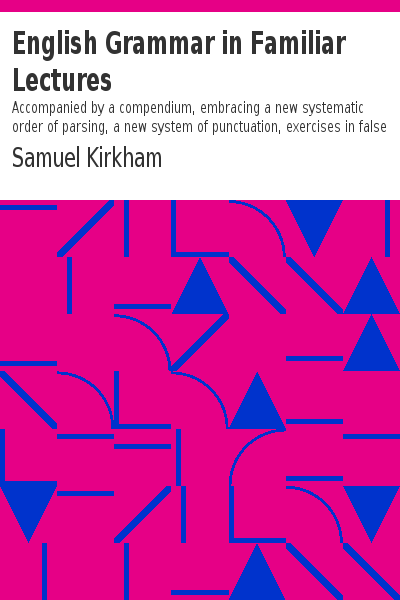 English Grammar in Familiar
Lectures
Accompanied by a compendium, embracing a new systematic
order of parsing, a new system of punctuation, exercises in false
Samuel Kirkham